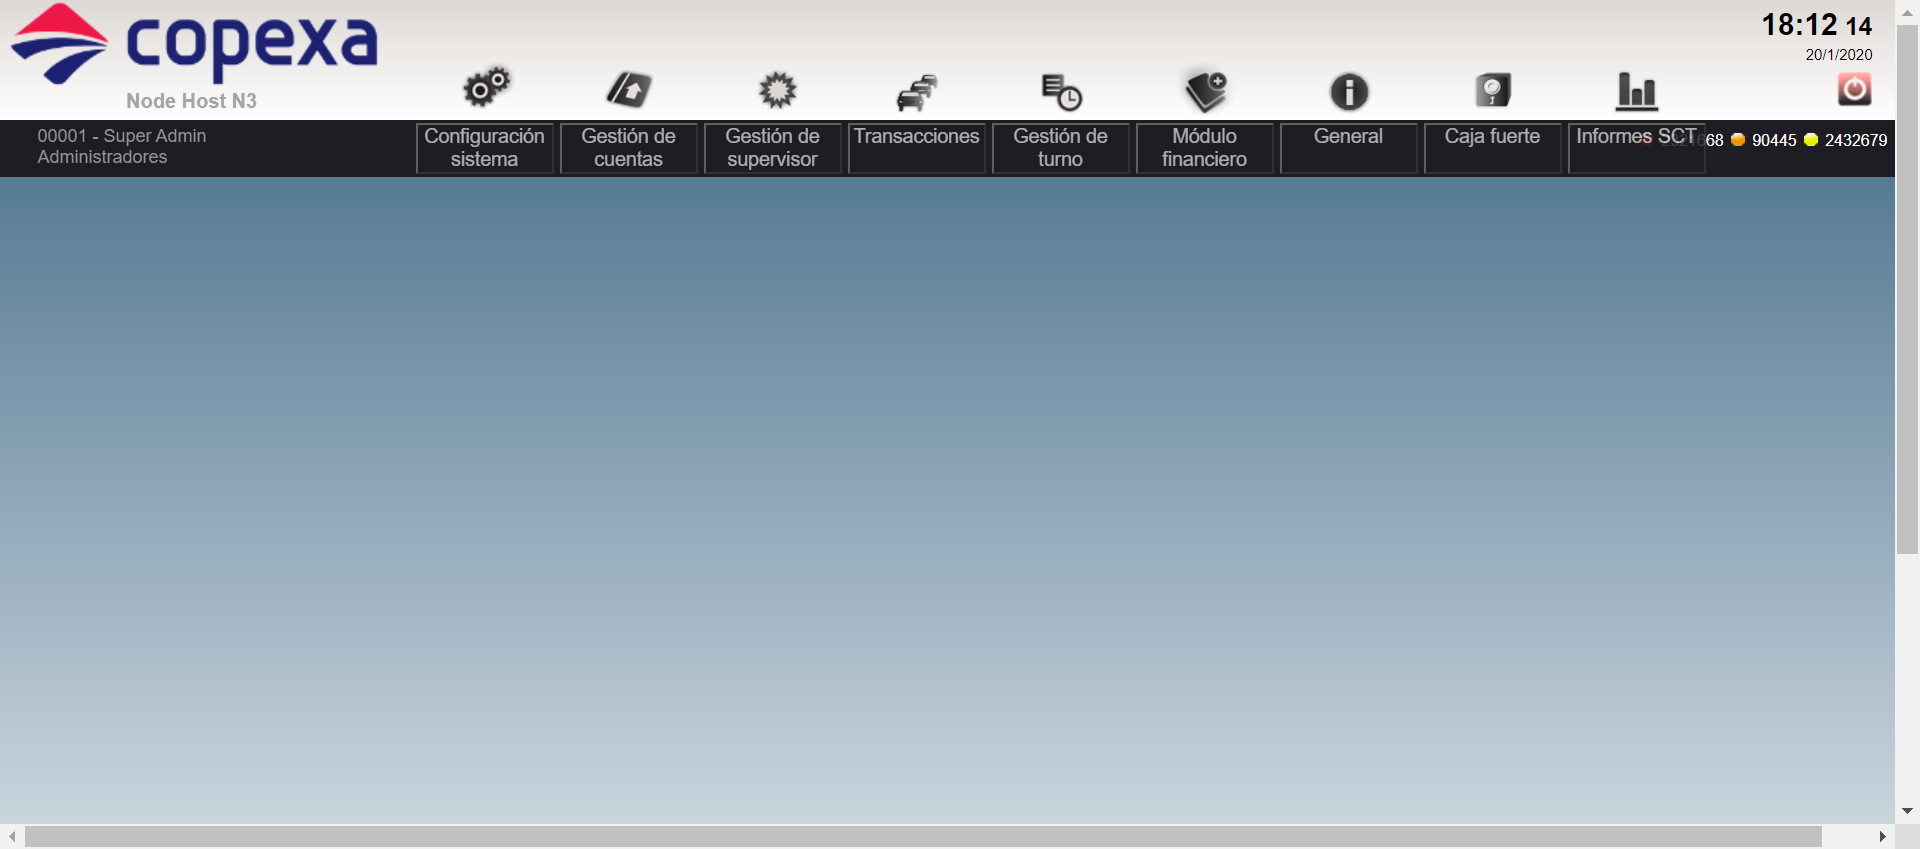 copexa
Node Host N3
18:12 14
20/1/2020
00001 - Super Admin
Administradores
Configuración
sistema
Gestión de
cuentas
Gestión de
supervisor
Transacciones
Gestión de
turno
Módulo
financiero
General
Caja fuerte
Informes SCT
90445
2432679